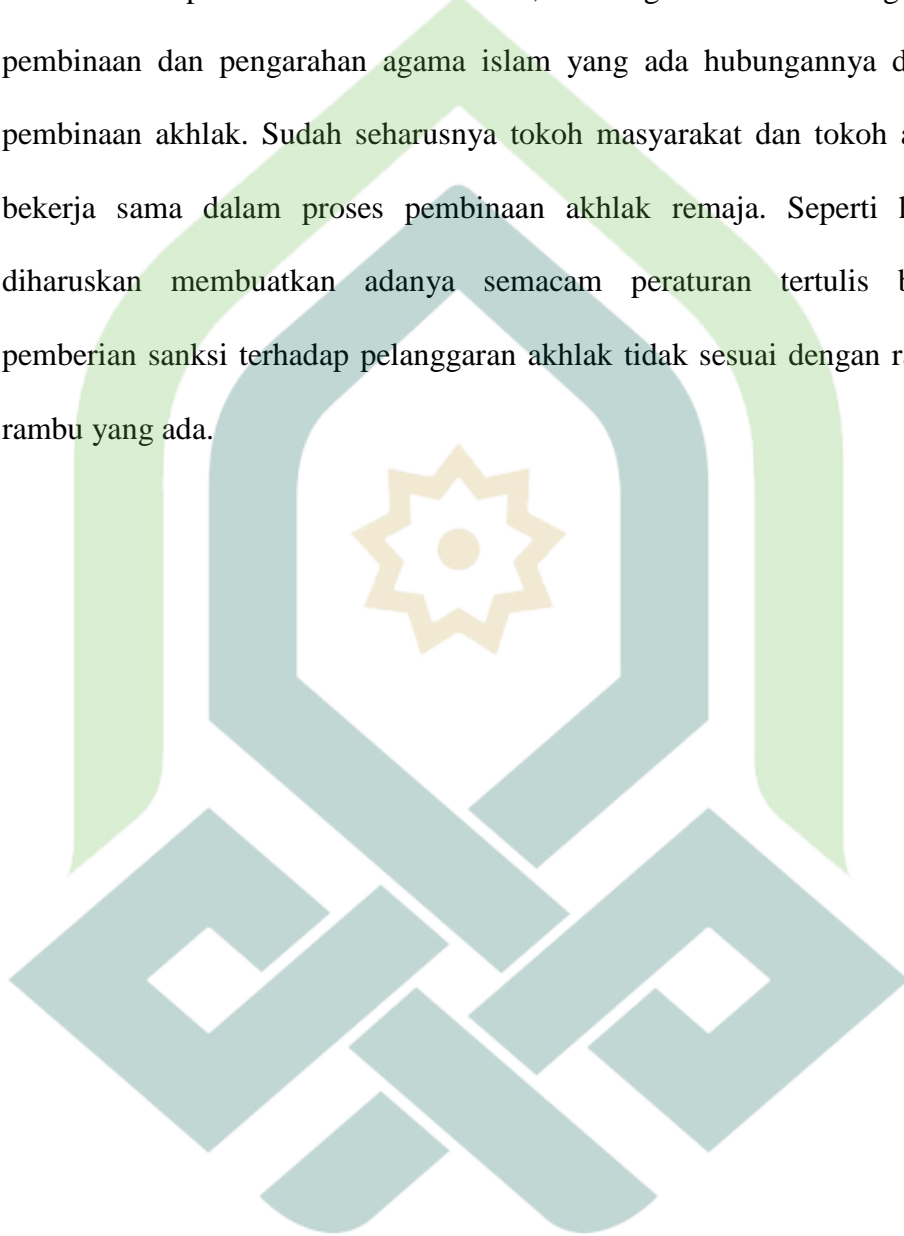 pembinaan dan pengarahan agama islam yang ada hubungannya
pembinaan akhlak. Sudah seharusnya tokoh masyarakat dan tokoh
bekerja sama dalam proses pembinaan akhlak remaja. Seperti
diharuskan membuatkan adanya semacam peraturan tertulis
pemberian sanksi terhadap pelanggaran akhlak tidak sesuai dengan
rambu yang ada.